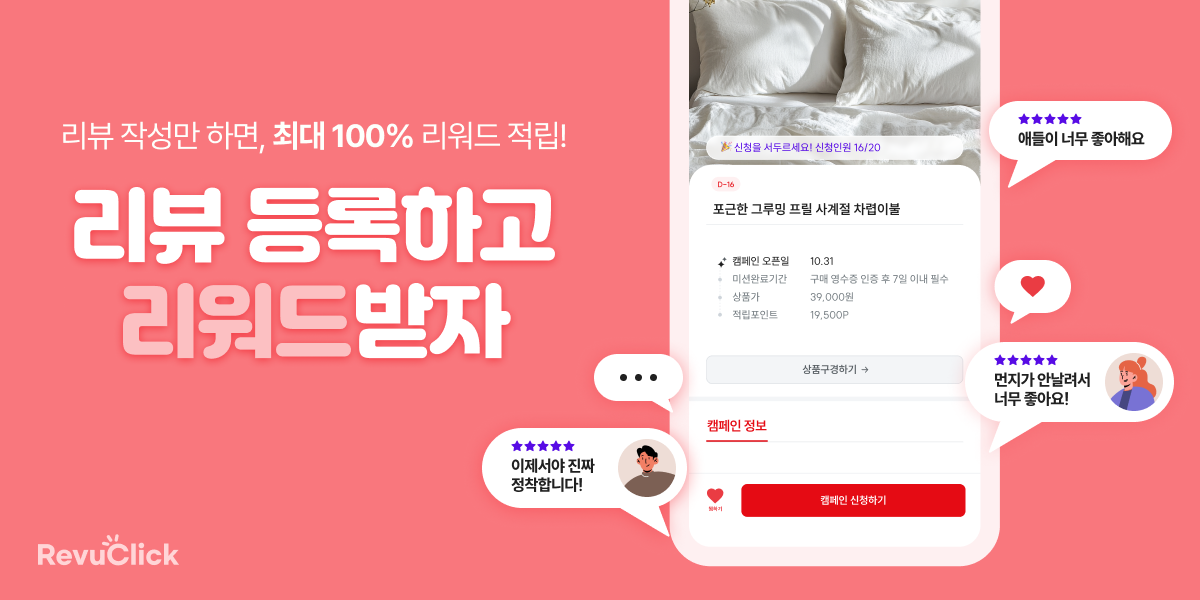 리뷰 작성만 하면, 최대 100% 리워드 적립!
리뷰 등록하고
리워드받자
RevuClick
🎉 신청을 서두르세요! 신청인원 16/20
D-16
포근한 그루밍 프릴 사계절 차렵이불
캠페인 오픈일 10.31
미션완료기간 구매 영수증 인증 후 7일 이내 필수
상품가 39,000원
적립포인트 19,500P
상품구경하기 →
캠페인 정보
찜하기
캠페인 신청하기
애들이 너무 좋아해요
먼지가 안날려서
너무 좋아요!
이제서야 진짜
정착합니다!